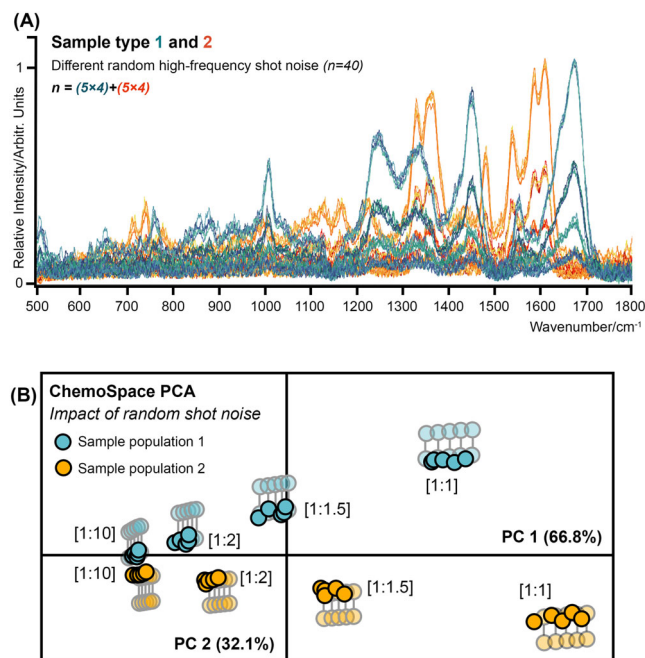 (A)
Sample type 1 and 2
Different random high-frequency shot noise (n=40)
n = (5×4)+(5×4)
Relative Intensity/Arbitr. Units
1
0
500 600 700 800 900 1000 1100 1200 1300 1400 1500 1600 1700 1800
Wavenumber/cm⁻¹
(B)
ChemoSpace PCA
Impact of random shot noise
Sample population 1
Sample population 2
[1:1]
[1:1.5]
[1:10]
[1:2]
PC 1 (66.8%)
[1:10]
[1:2]
[1:1.5]
[1:1]
PC 2 (32.1%)